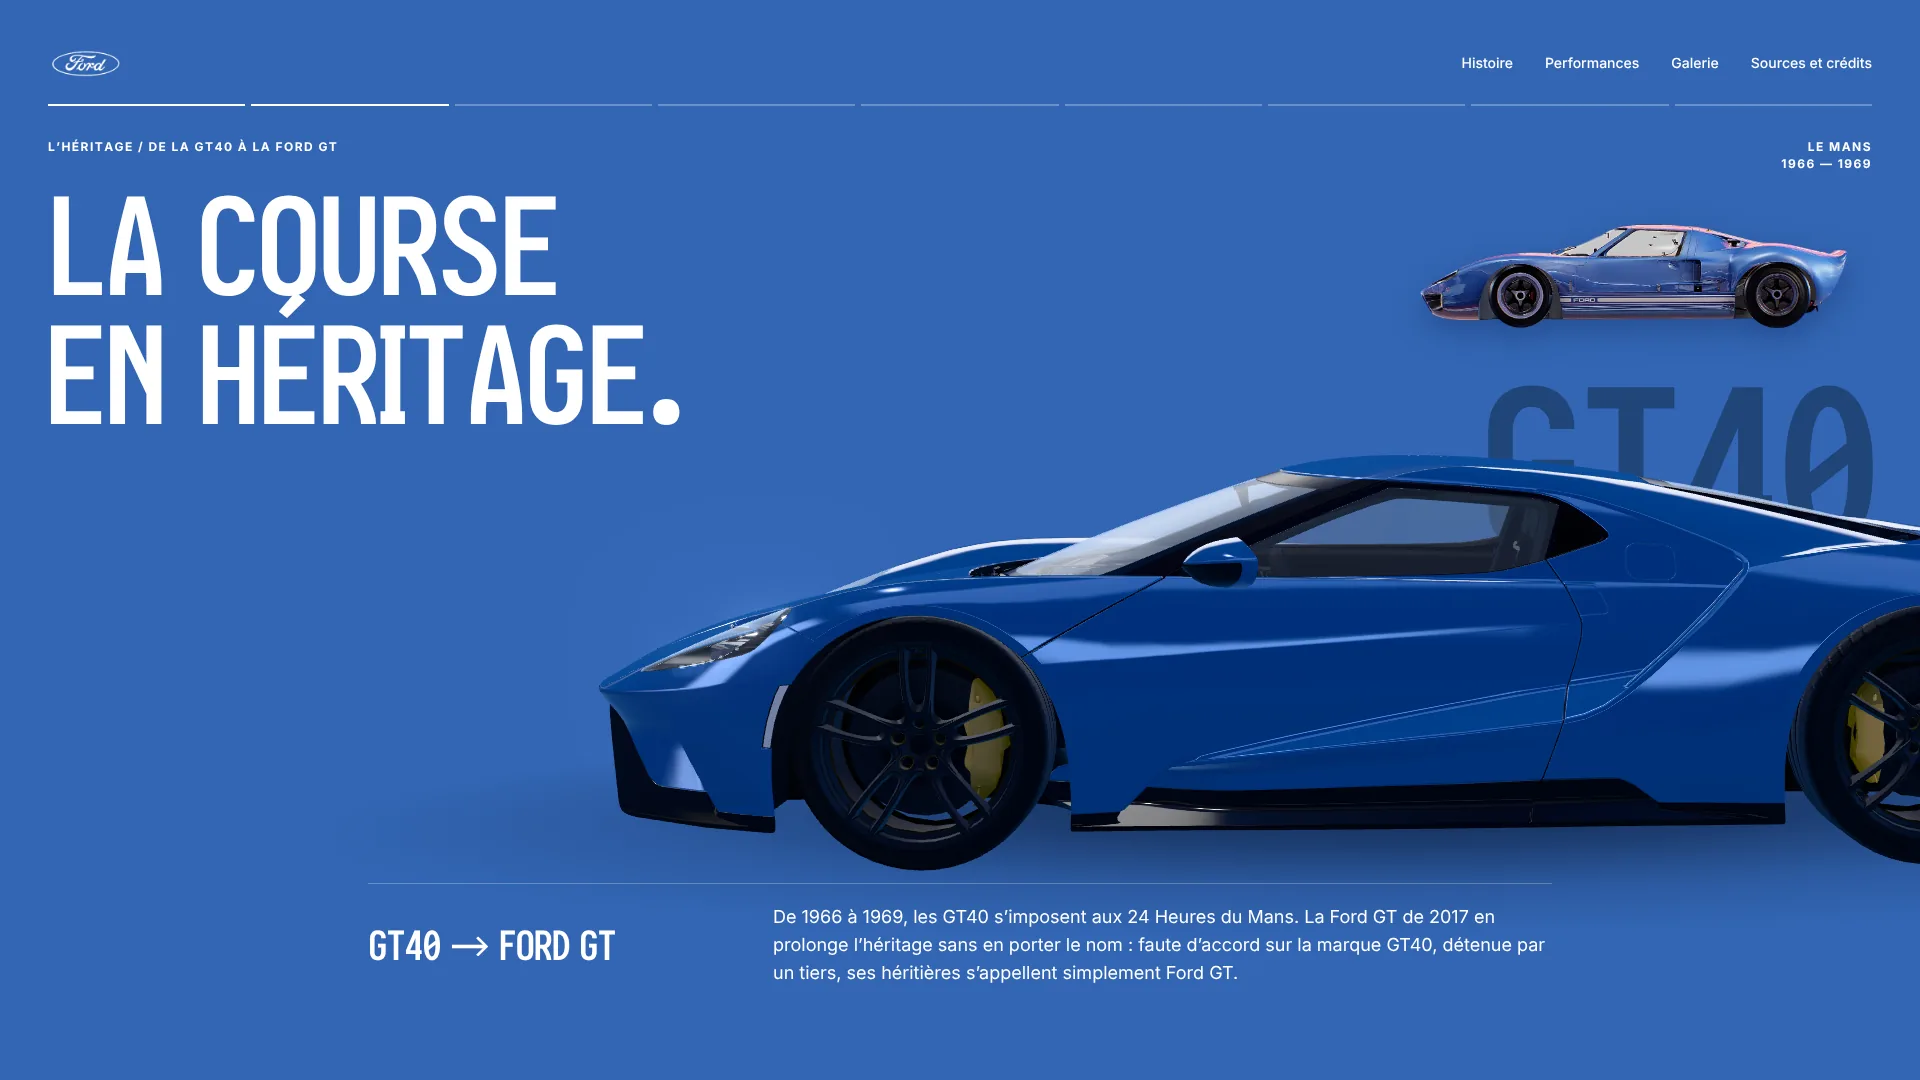 Ford
Histoire
Performances
Galerie
Sources et crédits
L’HÉRITAGE / DE LA GT40 À LA FORD GT
LE MANS
1966 — 1969
LA COURSE
EN HÉRITAGE.
FORD
GT40
GT40 → FORD GT
De 1966 à 1969, les GT40 s’imposent aux 24 Heures du Mans. La Ford GT de 2017 en
prolonge l’héritage sans en porter le nom : faute d’accord sur la marque GT40, détenue par
un tiers, ses héritières s’appellent simplement Ford GT.